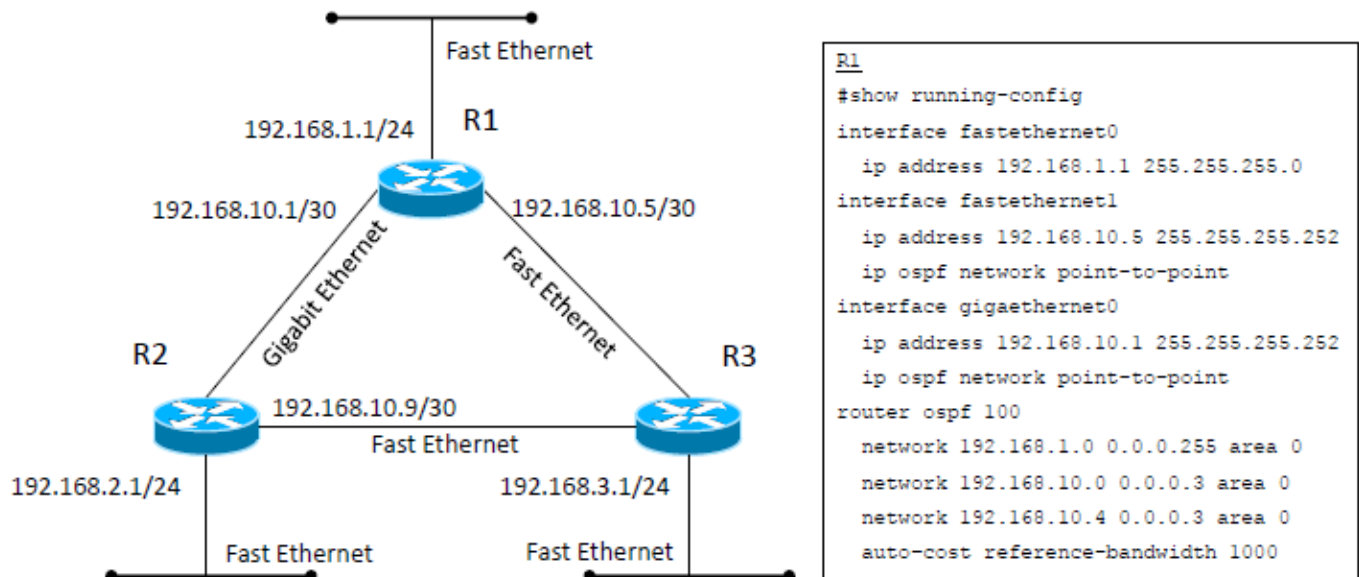 Fast Ethernet
192.168.1.1/24
R1
192.168.10.1/30
192.168.10.5/30
Gigabit Ethernet
Fast Ethernet
R2
R3
192.168.10.9/30
Fast Ethernet
192.168.2.1/24
192.168.3.1/24
Fast Ethernet
Fast Ethernet
R1
#show running-config
interface fastethernet0
ip address 192.168.1.1 255.255.255.0
interface fastethernet1
ip address 192.168.10.5 255.255.255.252
ip ospf network point-to-point
interface gigaethernet0
ip address 192.168.10.1 255.255.255.252
ip ospf network point-to-point
router ospf 100
network 192.168.1.0 0.0.0.255 area 0
network 192.168.10.0 0.0.0.3 area 0
network 192.168.10.4 0.0.0.3 area 0
auto-cost reference-bandwidth 1000